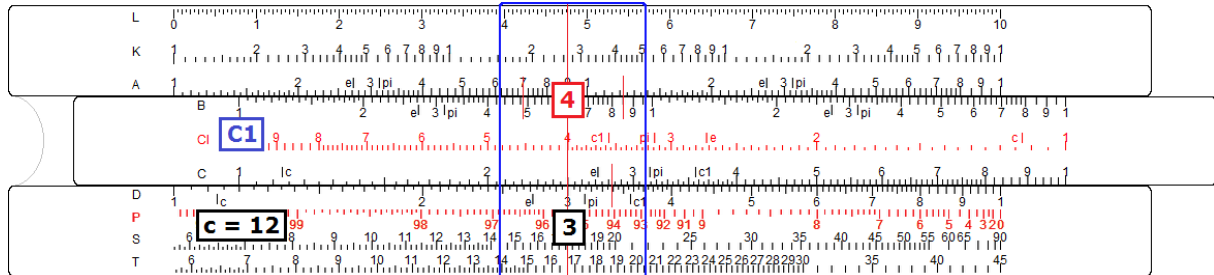 L 0 1 2 3 4 5 6 7 8 9 10
K 1 2 3 4 5 6 7 8 9 1 2 3 4 5 6 7 8 9 1 2 3 4 5 6 7 8 9 1
A 1 2 e 3 pi 4 5 6 7 8 9 1 2 e 3 pi 4 5 6 7 8 9 1
4
B 1 2 e 3 pi 4 5 7 8 9 1 2 e 3 pi 4 5 6 7 8 9 1
C1
CI 9 8 7 6 5 4 c1 pi 3 e 2 c 1
C 1 c 2 e 3 pi c1 4 5 6 7 8 9 1
D 1 c 2 e 3 pi c1 4 5 6 7 8 9 1
P 99 98 97 96 94 93 92 91 9 8 7 6 5 4 3 2 0
c = 12
3
S 6 7 8 9 10 11 12 13 14 15 16 19 20 25 30 35 40 45 50 55 60 65 90
T 6 7 8 9 10 11 12 13 14 15 16 17 18 19 20 21 22 23 24 25 26 27 28 29 30 35 40 45